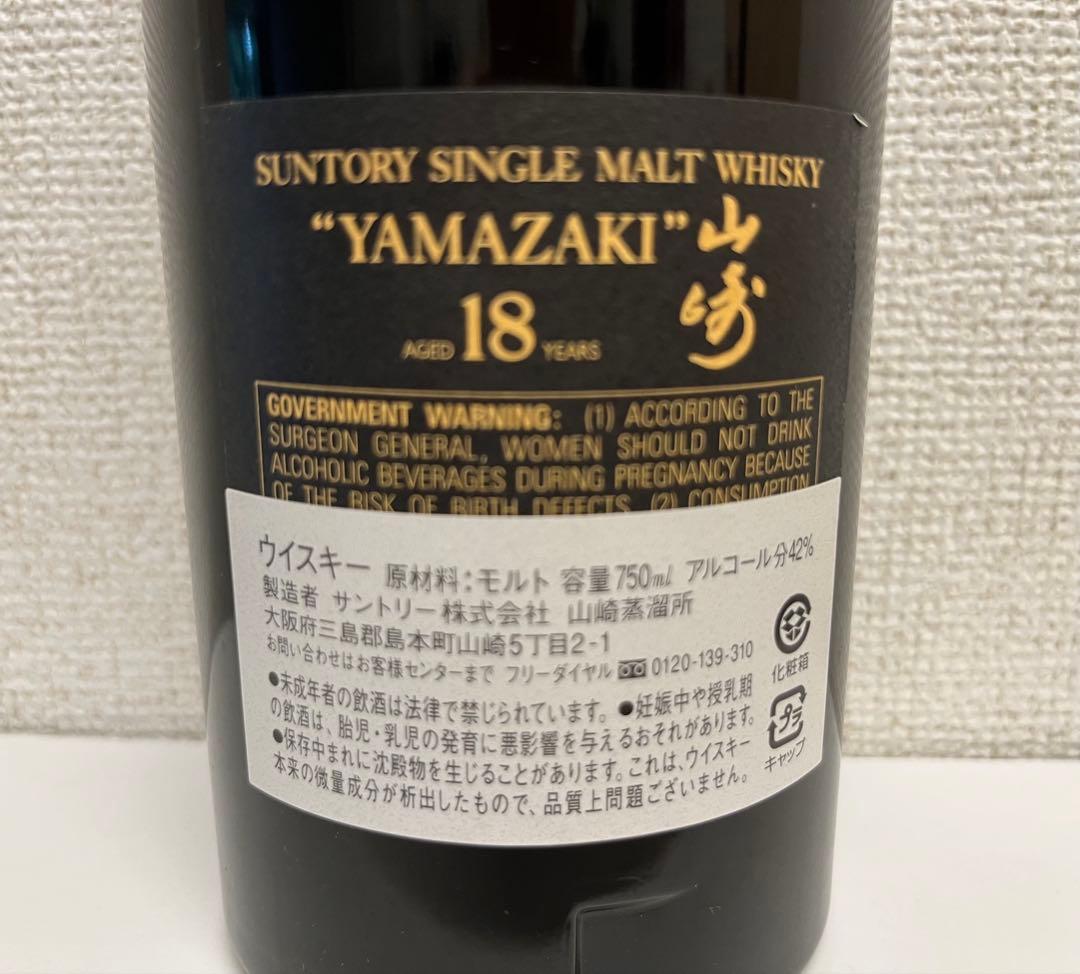 SUNTORY SINGLE MALT WHISKY
"YAMAZAKI" 山崎
AGED 18 YEARS
GOVERNMENT WARNING: (1) ACCORDING TO THE
SURGEON GENERAL, WOMEN SHOULD NOT DRINK
ALCOHOLIC BEVERAGES DURING PREGNANCY BECAUSE
OF THE RISK OF BIRTH DEFECTS. (2) CONSUMPTION
ウイスキー 原材料:モルト 容量750ml アルコール分42%
製造者 サントリー株式会社 山崎蒸溜所
大阪府三島郡島本町山崎5丁目2-1
お問い合わせはお客様センターまで フリーダイヤル 0120-139-310
●未成年者の飲酒は法律で禁じられています。●妊娠中や授乳期
の飲酒は、胎児・乳児の発育に悪影響を与えるおそれがあります。
●保存中まれに沈殿物を生じることがあります。これは、ウイスキー
本来の微量成分が析出したもので、品質上問題ございません。
化粧箱
プラ
キャップ